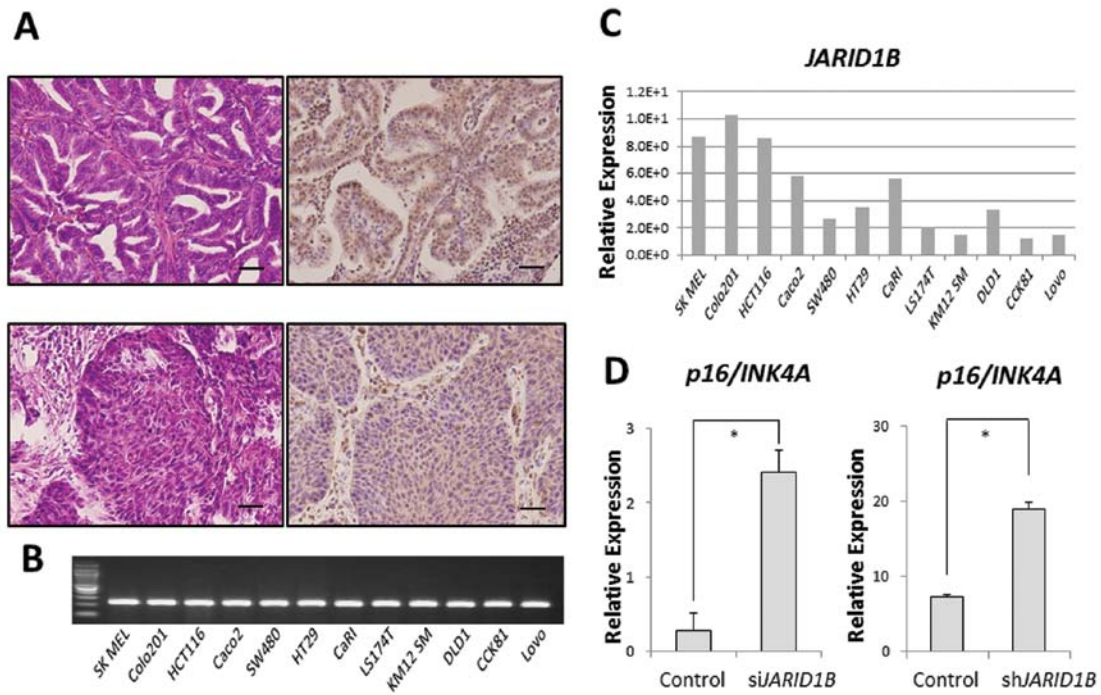 A
B
SK MEL
Colo201
HCT116
Caco2
SW480
HT29
CaRI
LS174T
KM12 SM
DLD1
CCK81
Lovo
C
JARID1B
Relative Expression
1.2E+1
1.0E+1
8.0E+0
6.0E+0
4.0E+0
2.0E+0
0.0E+0
SK MEL
Colo201
HCT116
Caco2
SW480
HT29
CaRI
LS174T
KM12 SM
DLD1
CCK81
Lovo
D
p16/INK4A
Relative Expression
3
2
1
0
*
Control
siJARID1B
p16/INK4A
Relative Expression
30
20
10
0
*
Control
shJARID1B